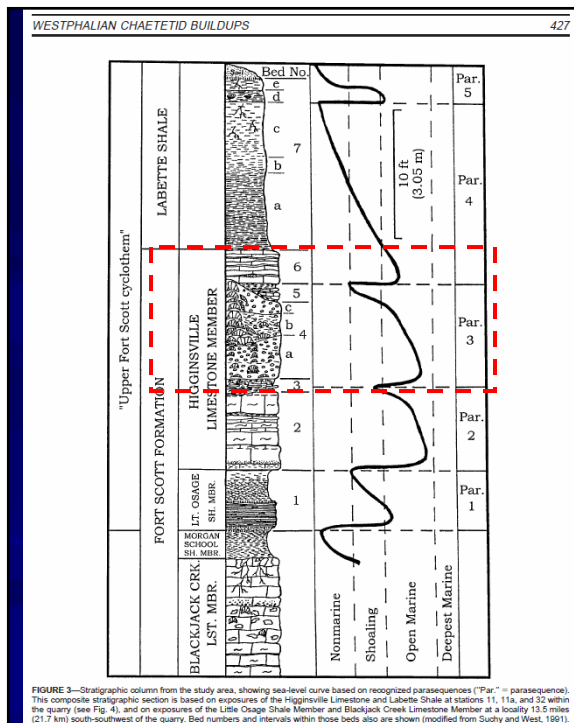 WESTPHALIAN CHAETETID BUILDUPS 427
Bed No.
e
d
c
7
b
a
6
5
c
b
4
a
3
2
1
"Upper Fort Scott cyclothem"
LABETTE SHALE
FORT SCOTT FORMATION
HIGGINSVILLE
LIMESTONE MEMBER
LT. OSAGE
SH. MBR.
MORGAN
SCHOOL
SH. MBR.
BLACKJACK CRK.
LST. MBR.
10 ft
(3.05 m)
Par.
5
Par.
4
Par.
3
Par.
2
Par.
1
Nonmarine
Shoaling
Open Marine
Deepest Marine
FIGURE 3—Stratigraphic column from the study area, showing sea-level curve based on recognized parasequences ("Par." = parasequence).
This composite stratigraphic section is based on exposures of the Higginsville Limestone and Labette Shale at stations 11, 11a, and 32 within
the quarry (see Fig. 4), and on exposures of the Little Osage Shale Member and Blackjack Creek Limestone Member at a locality 13.5 miles
(21.7 km) south-southwest of the quarry. Bed numbers and intervals within those beds also are shown (modified from Suchy and West, 1991).